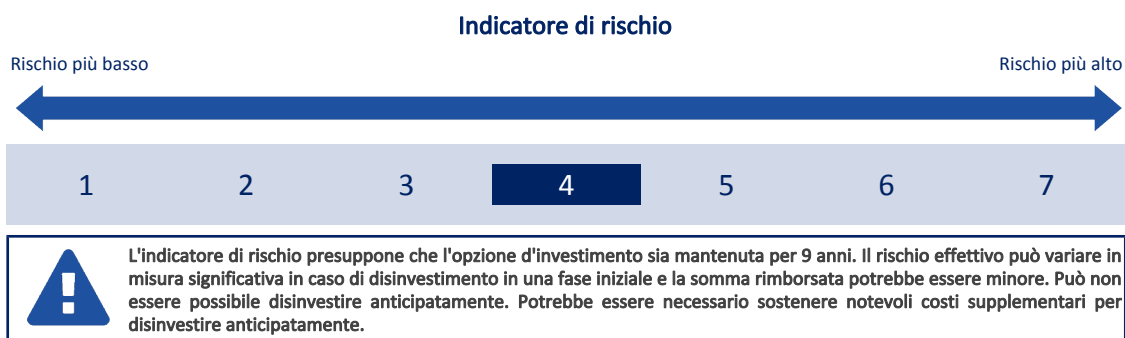 Indicatore di rischio
Rischio più basso
Rischio più alto
1 2 3 4 5 6 7
L'indicatore di rischio presuppone che l'opzione d'investimento sia mantenuta per 9 anni. Il rischio effettivo può variare in
misura significativa in caso di disinvestimento in una fase iniziale e la somma rimborsata potrebbe essere minore. Può non
essere possibile disinvestire anticipatamente. Potrebbe essere necessario sostenere notevoli costi supplementari per
disinvestire anticipatamente.